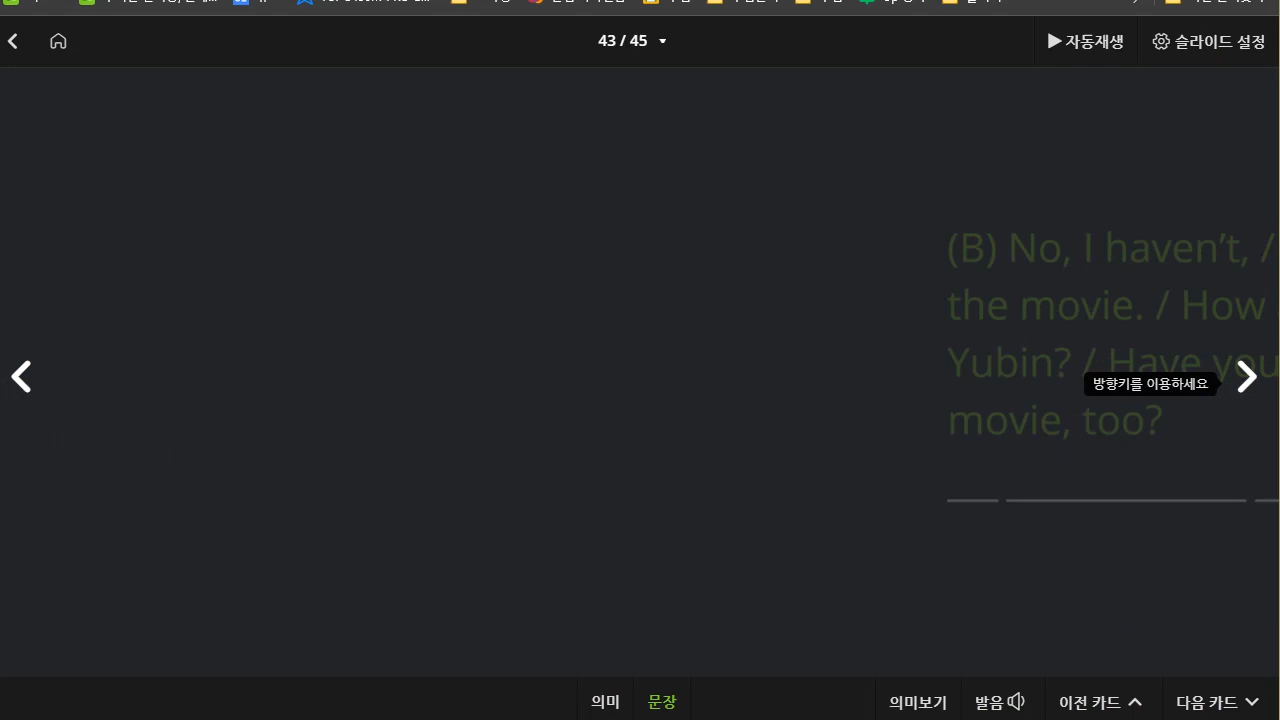 43 / 45
자동재생
슬라이드 설정
(B) No, I haven’t, /
the movie. / How
Yubin? / Have you
방향키를 이용하세요
movie, too?
의미
문장
의미보기
발음
이전 카드
다음 카드